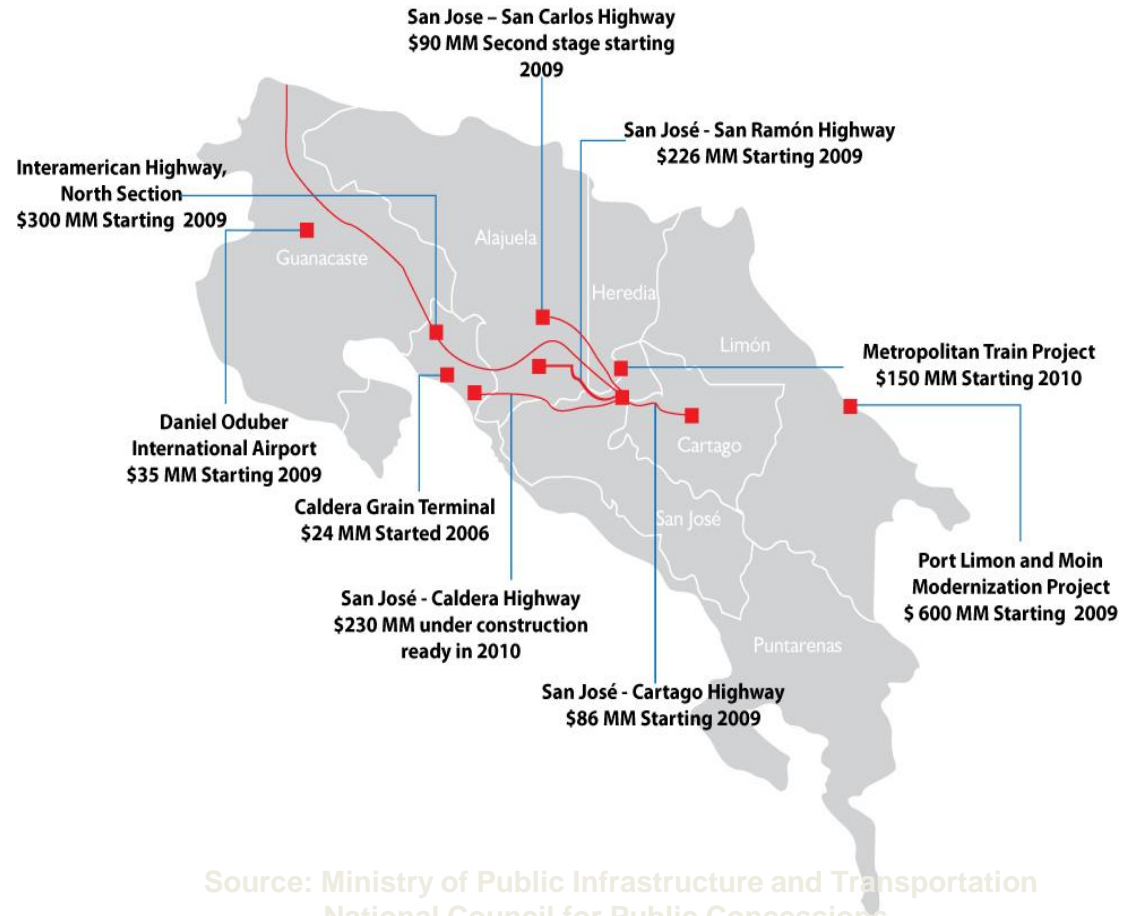 San Jose – San Carlos Highway
$90 MM Second stage starting
2009
San José - San Ramón Highway
$226 MM Starting 2009
Interamerican Highway,
North Section
$300 MM Starting 2009
Alajuela
Guanacaste
Heredia
Limón
Metropolitan Train Project
$150 MM Starting 2010
Daniel Oduber
International Airport
$35 MM Starting 2009
Cartago
Caldera Grain Terminal
$24 MM Started 2006
San José
Port Limon and Moin
Modernization Project
$ 600 MM Starting 2009
San José - Caldera Highway
$230 MM under construction
ready in 2010
Puntarenas
San José - Cartago Highway
$86 MM Starting 2009
Source: Ministry of Public Infrastructure and Transportation
National Council for Public Concessions